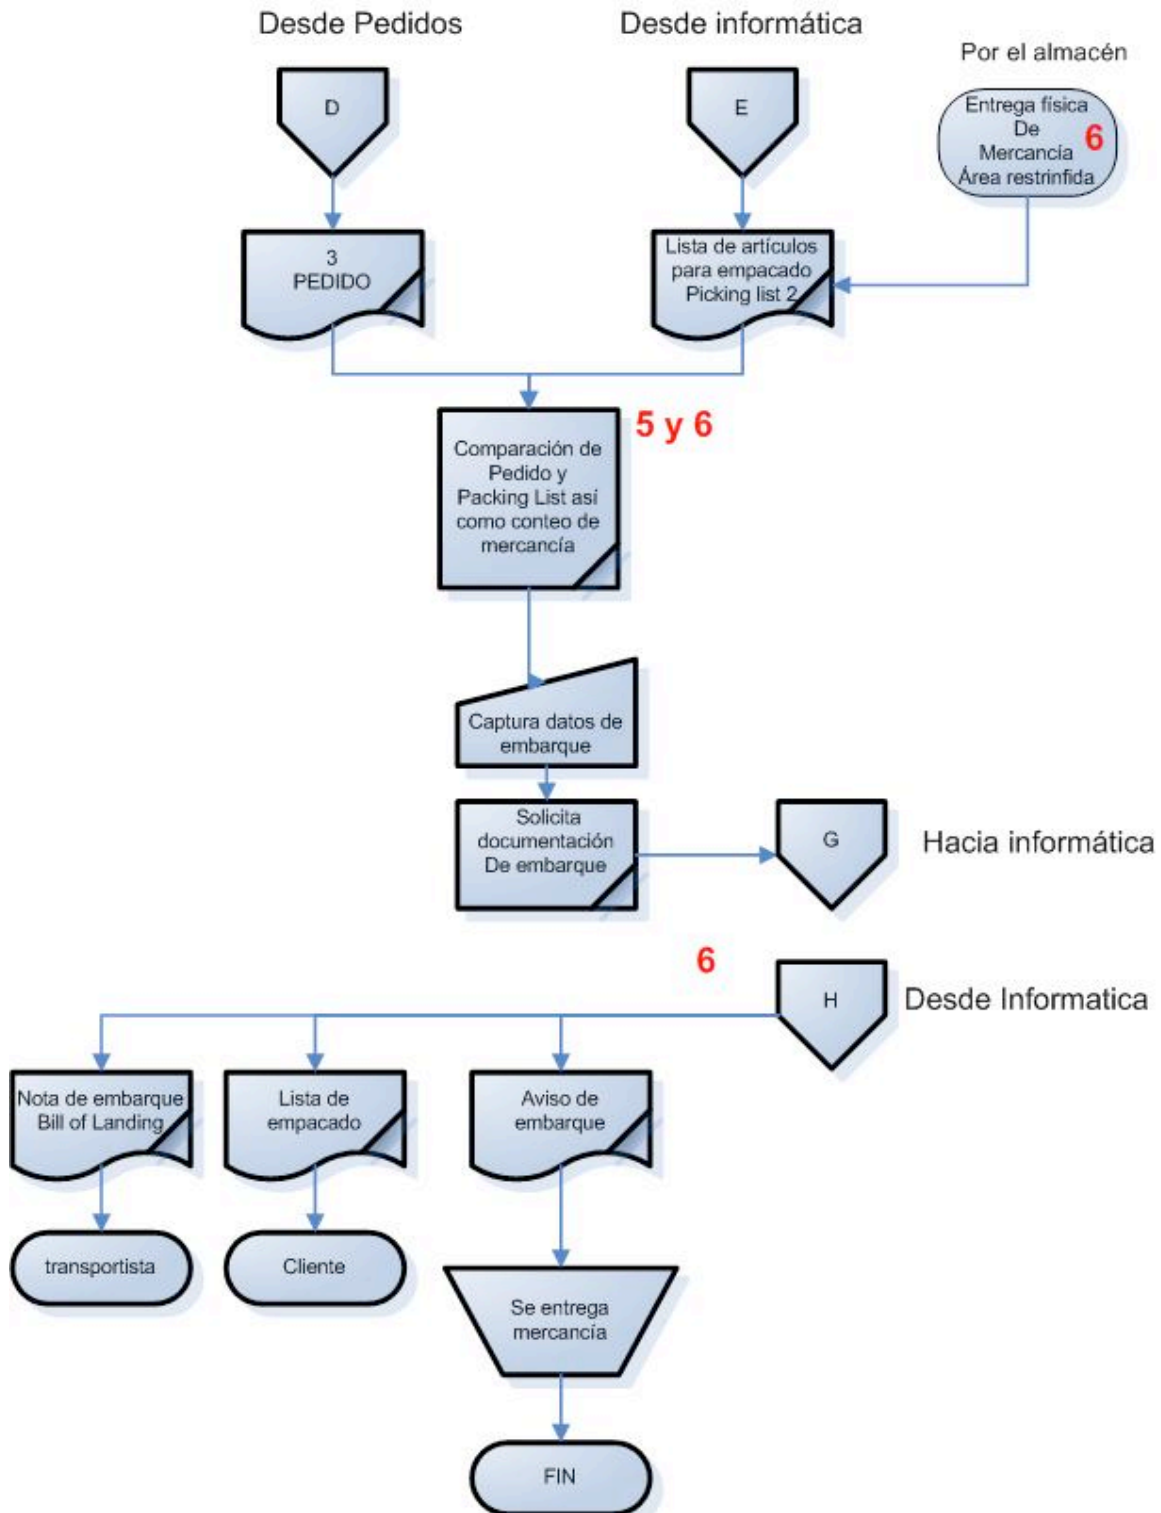 Desde Pedidos
Desde informática
Por el almacén
D
E
Entrega física
De
Mercancía
Área restrinfida
6
3
PEDIDO
Lista de artículos
para empacado
Picking list 2
5 y 6
Comparación de
Pedido y
Packing List así
como conteo de
mercancía
Captura datos de
embarque
Solicita
documentación
De embarque
G
Hacia informática
6
H
Desde Informatica
Nota de embarque
Bill of Landing
Lista de
empacado
Aviso de
embarque
transportista
Cliente
Se entrega
mercancía
FIN